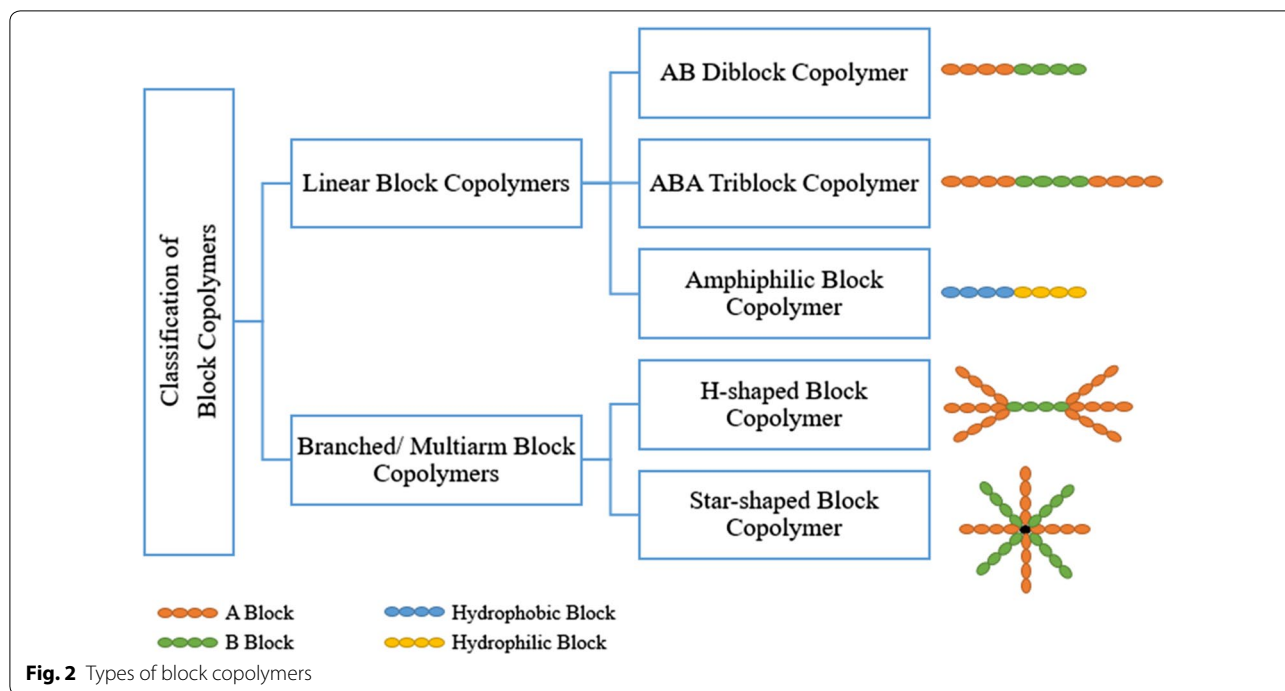 Classification of
Block Copolymers
Linear Block Copolymers
AB Diblock Copolymer
ABA Triblock Copolymer
Amphiphilic Block
Copolymer
Branched/ Multiarm Block
Copolymers
H-shaped Block
Copolymer
Star-shaped Block
Copolymer
A Block
Hydrophobic Block
B Block
Hydrophilic Block
Fig. 2 Types of block copolymers